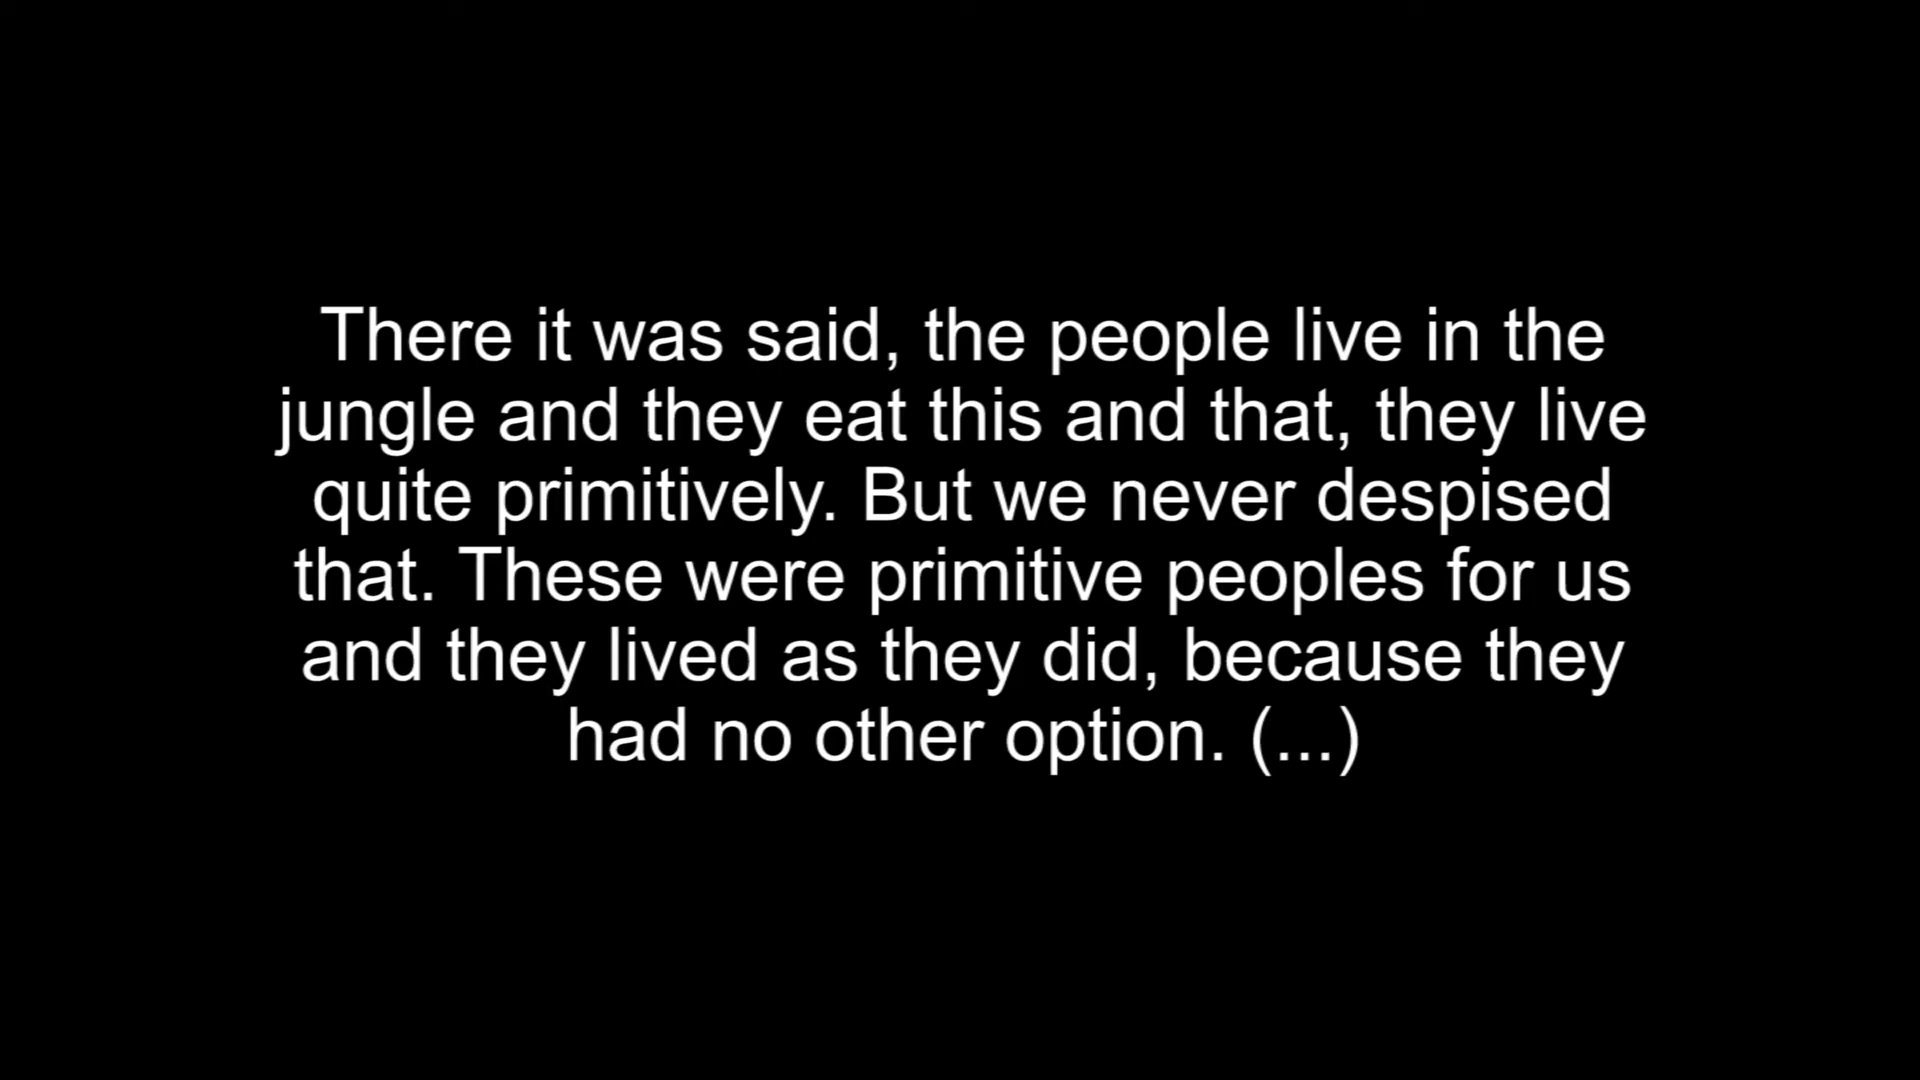 There it was said, the people live in the
jungle and they eat this and that, they live
quite primitively. But we never despised
that. These were primitive peoples for us
and they lived as they did, because they
had no other option. (...)